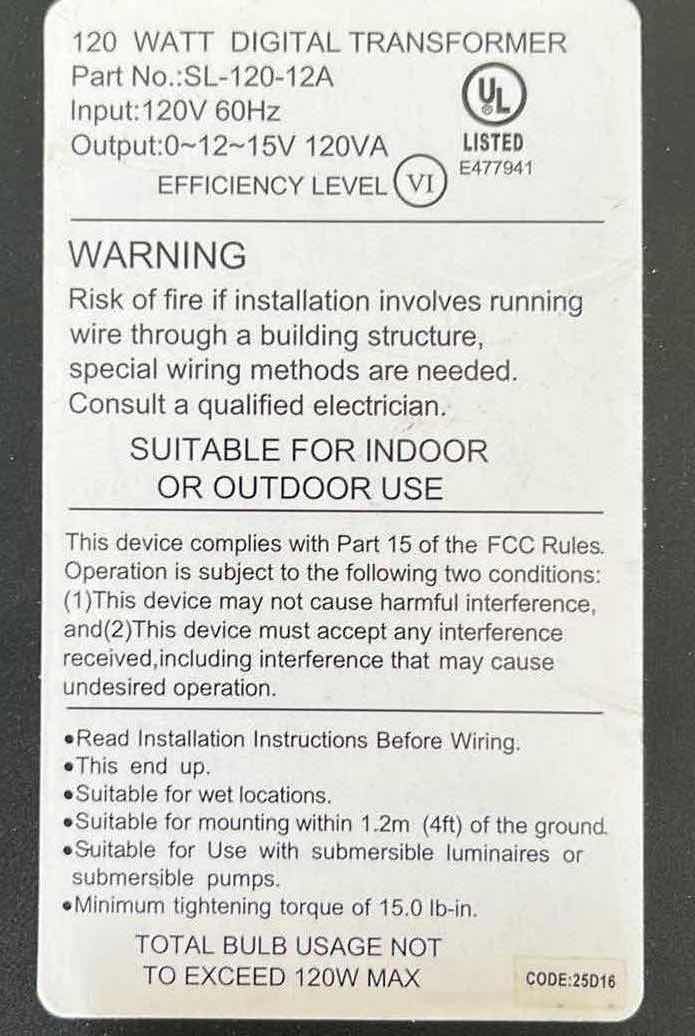 120 WATT DIGITAL TRANSFORMER
Part No.:SL-120-12A
Input:120V 60Hz
Output:0~12~15V 120VA
EFFICIENCY LEVEL VI
UL
®
LISTED
E477941
WARNING
Risk of fire if installation involves running
wire through a building structure,
special wiring methods are needed.
Consult a qualified electrician.
SUITABLE FOR INDOOR
OR OUTDOOR USE
This device complies with Part 15 of the FCC Rules.
Operation is subject to the following two conditions:
(1)This device may not cause harmful interference,
and(2)This device must accept any interference
received,including interference that may cause
undesired operation.
•Read Installation Instructions Before Wiring.
•This end up.
•Suitable for wet locations.
•Suitable for mounting within 1.2m (4ft) of the ground.
•Suitable for Use with submersible luminaires or
submersible pumps.
•Minimum tightening torque of 15.0 lb-in.
TOTAL BULB USAGE NOT
TO EXCEED 120W MAX
CODE:25D16